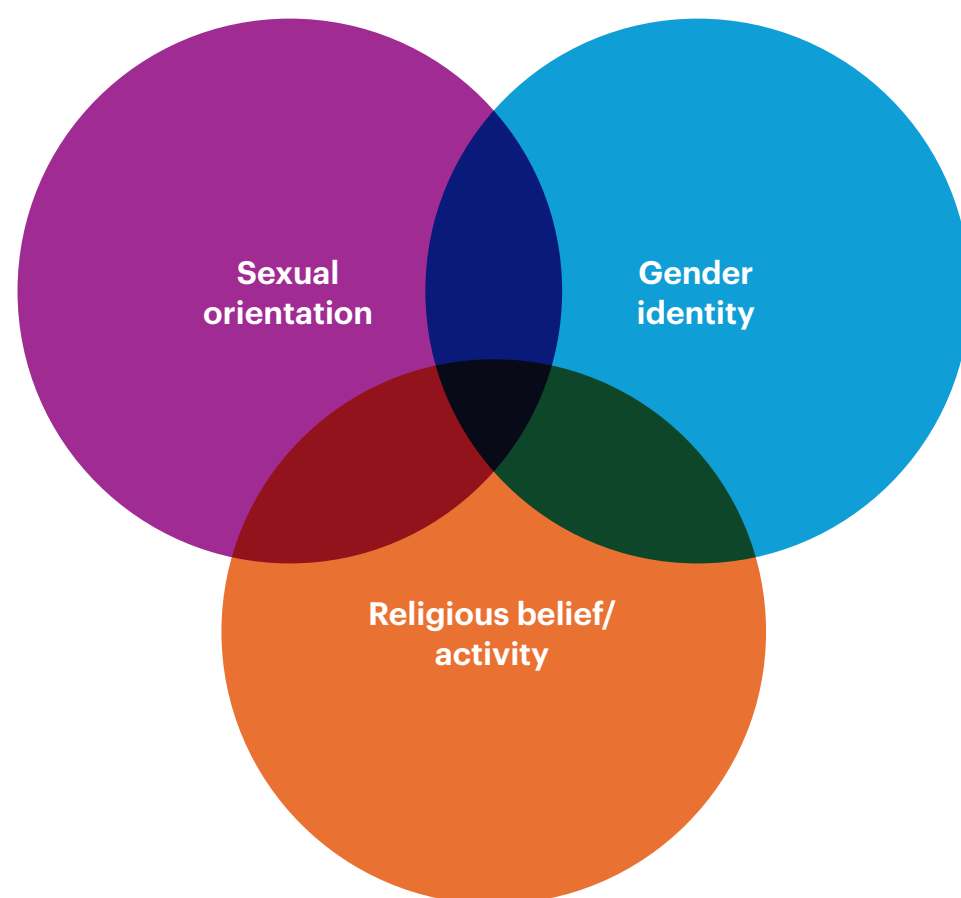 Sexual
orientation
Gender
identity
Religious belief/
activity